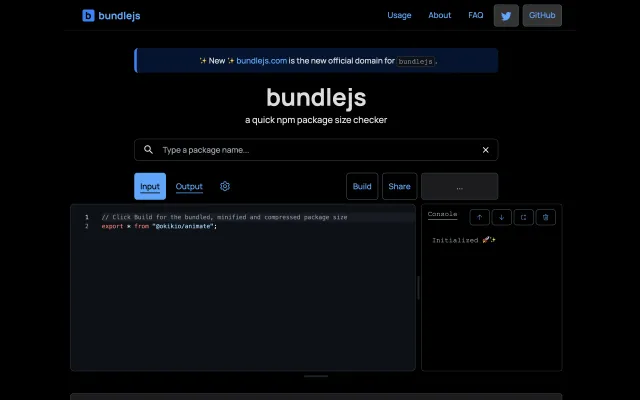 bundlejs
Usage
About
FAQ
GitHub
✨ New ✨ bundlejs.com is the new official domain for bundlejs.
bundlejs
a quick npm package size checker
Type a package name...
Input
Output
Build
Share
...
1 // Click Build for the bundled, minified and compressed package size
2 export * from "@okikio/animate";
Console
Initialized 🚀✨